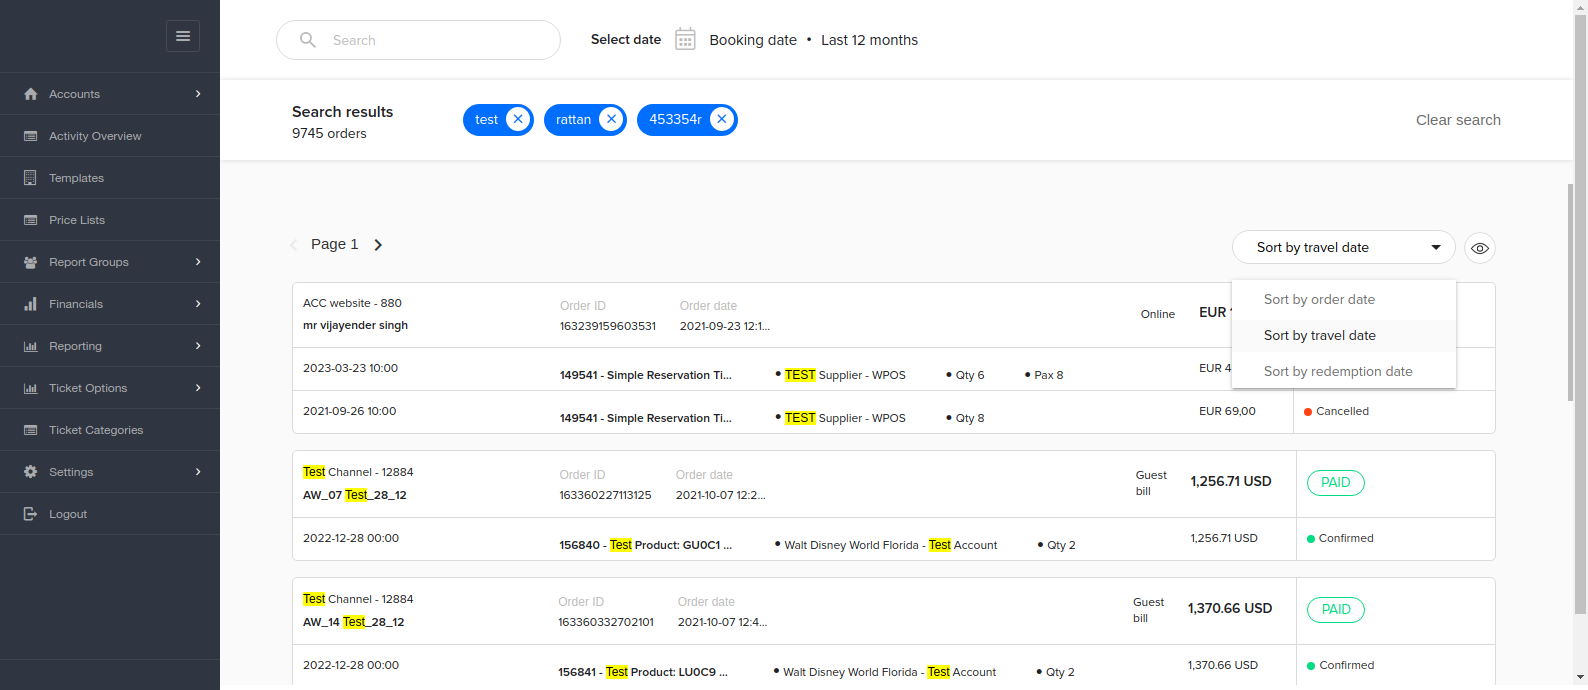 Search
Select date
Booking date • Last 12 months
Accounts
Activity Overview
Templates
Price Lists
Report Groups
Financials
Reporting
Ticket Options
Ticket Categories
Settings
Logout
Search results
9745 orders
test
rattan
453354r
Clear search
Page 1
Sort by travel date
Sort by order date
Sort by travel date
Sort by redemption date
ACC website - 880
mr vijayender singh
Order ID
163239159603531
Order date
2021-09-23 12:1...
Online
EUR
2023-03-23 10:00
149541 - Simple Reservation Ti...
• TEST Supplier - WPOS
• Qty 6
• Pax 8
EUR 4
2021-09-26 10:00
149541 - Simple Reservation Ti...
• TEST Supplier - WPOS
• Qty 8
EUR 69,00
Cancelled
Test Channel - 12884
AW_07 Test_28_12
Order ID
163360227113125
Order date
2021-10-07 12:2...
Guest
bill
1,256.71 USD
PAID
2022-12-28 00:00
156840 - Test Product: GU0C1 ...
• Walt Disney World Florida - Test Account
• Qty 2
1,256.71 USD
Confirmed
Test Channel - 12884
AW_14 Test_28_12
Order ID
163360332702101
Order date
2021-10-07 12:4...
Guest
bill
1,370.66 USD
PAID
2022-12-28 00:00
156841 - Test Product: LU0C9 ...
• Walt Disney World Florida - Test Account
• Qty 2
1,370.66 USD
Confirmed